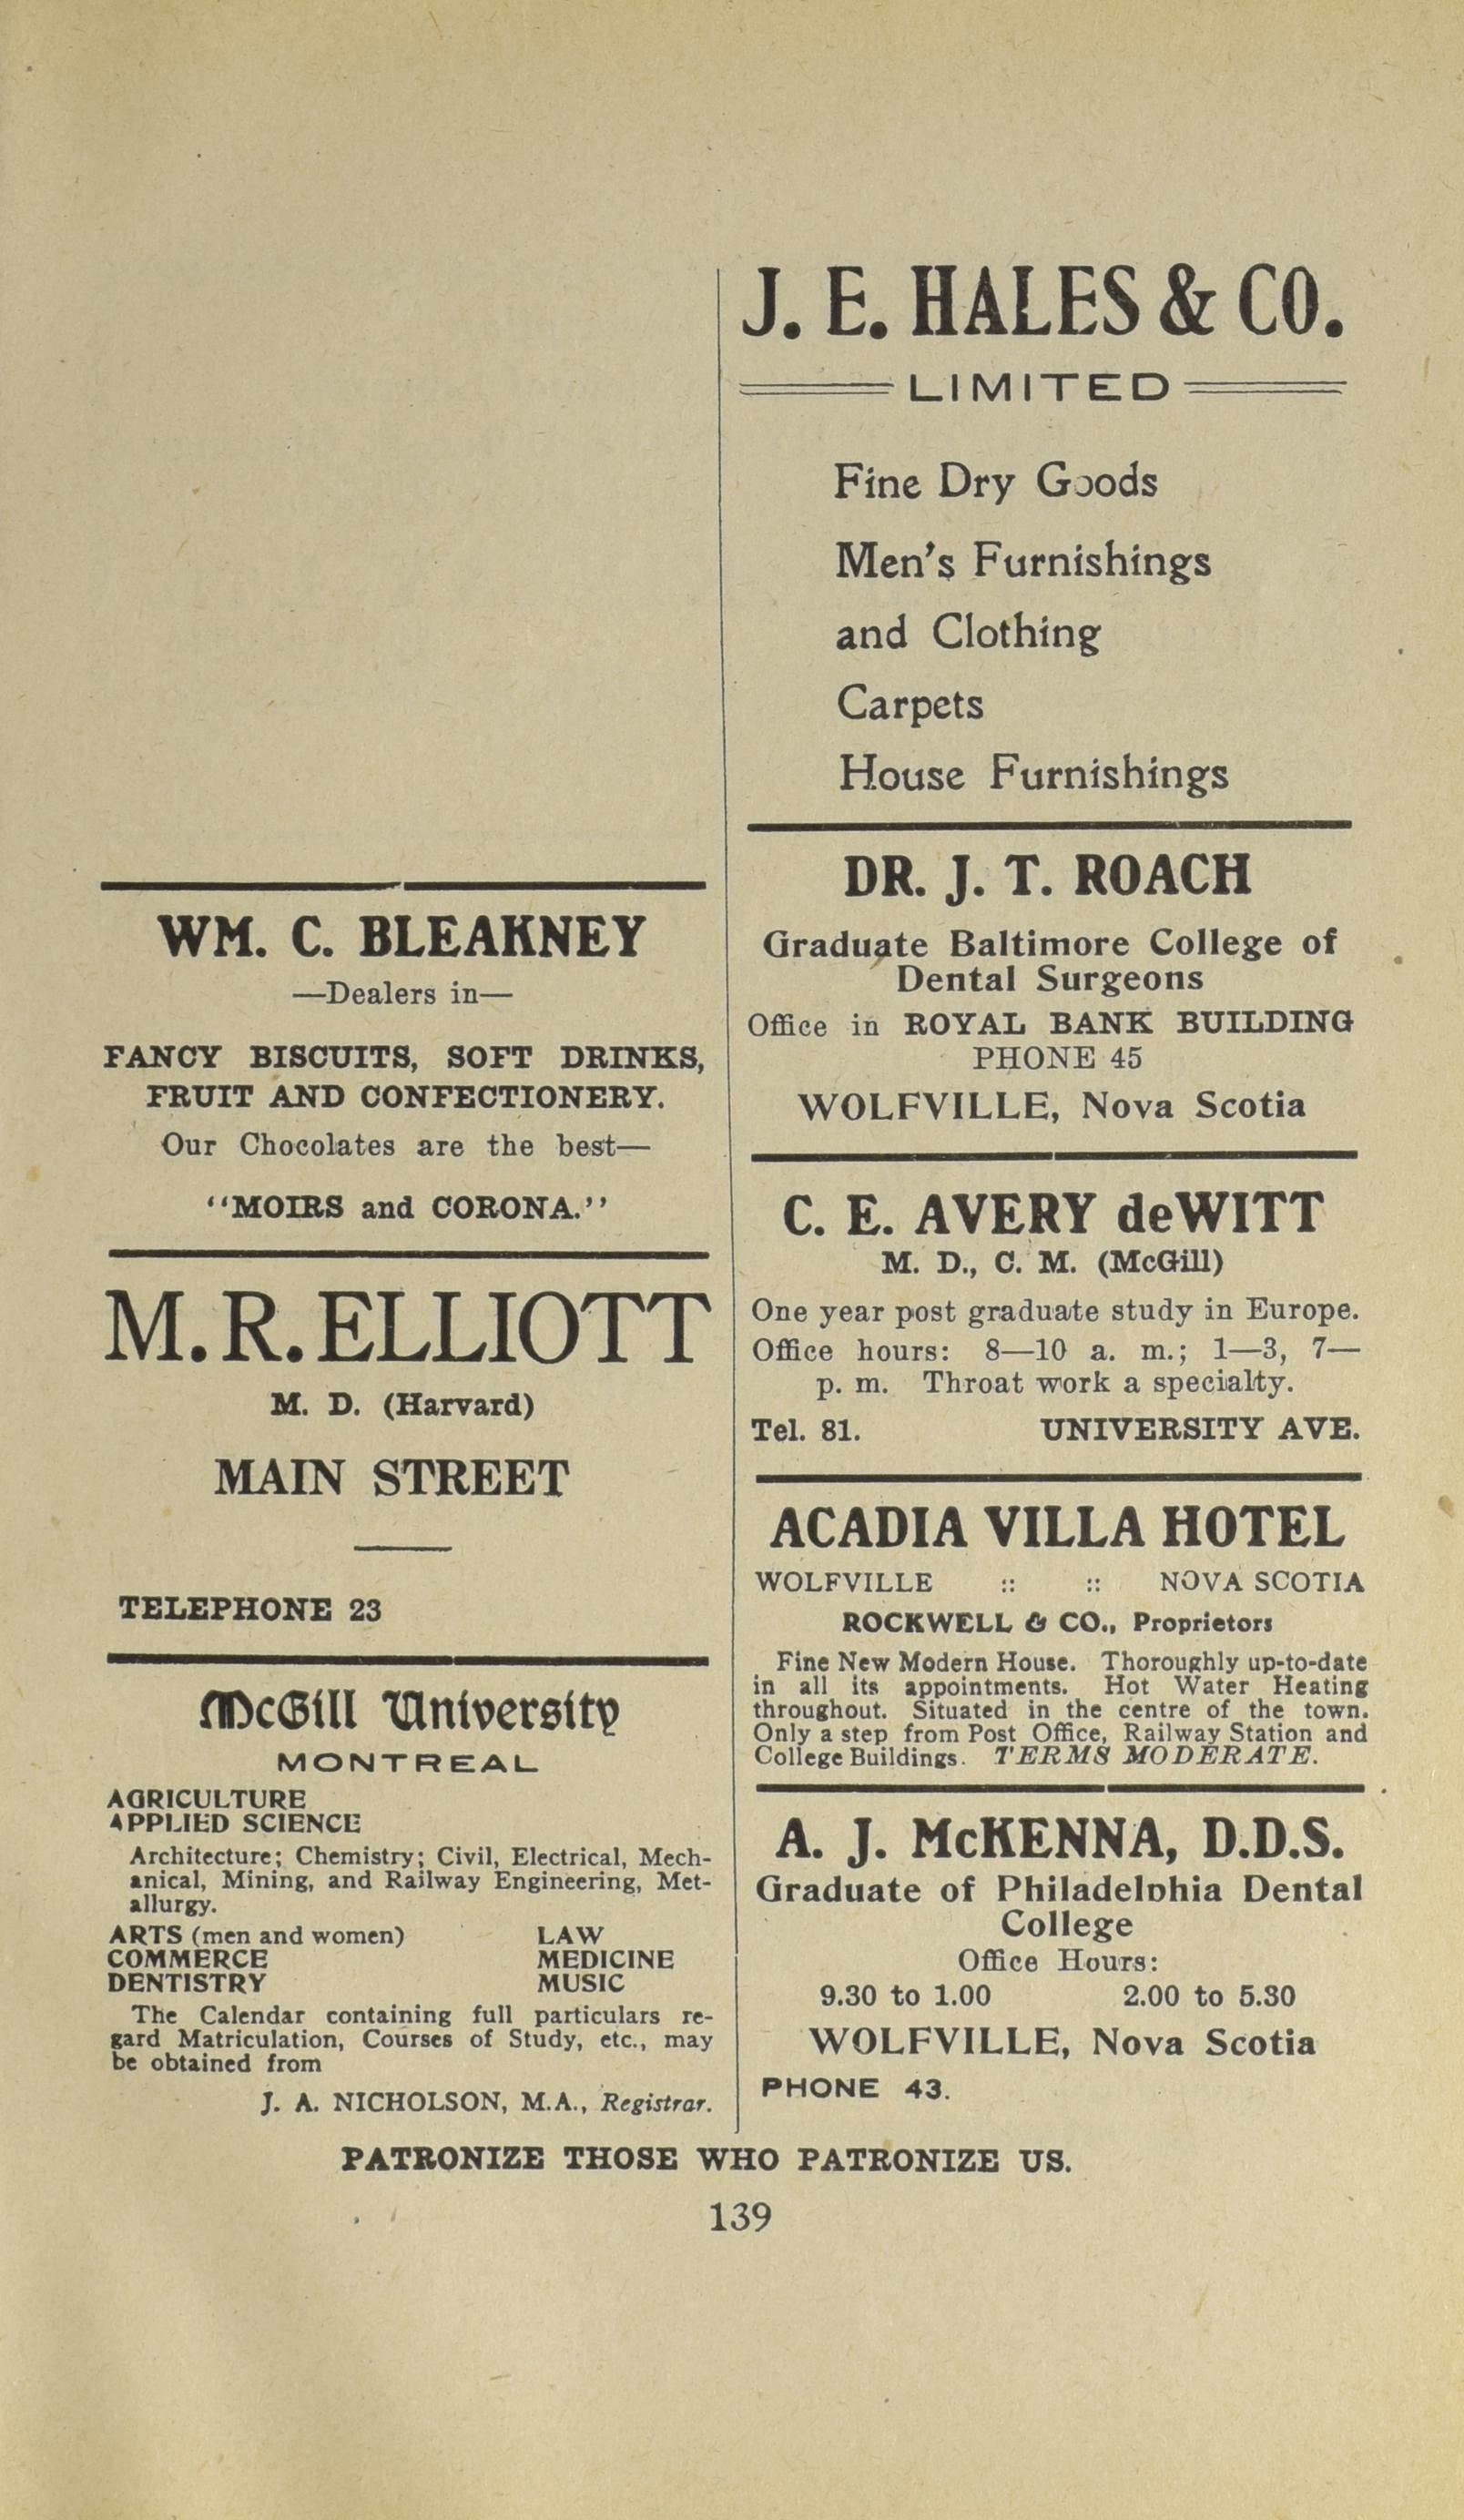 WM. C. BLEAKNEY
—Dealers in—
FANCY BISCUITS, SOFT DRINKS,
FRUIT AND CONFECTIONERY.
Our Chocolates are the best—
"MOIRS and CORONA."
M. R. ELLIOTT
M. D. (Harvard)
MAIN STREET
TELEPHONE 23
McGill University
MONTREAL
AGRICULTURE
APPLIED SCIENCE
Architecture; Chemistry; Civil, Electrical, Mech-
anical, Mining, and Railway Engineering, Met-
allurgy.
ARTS (men and women) LAW
COMMERCE MEDICINE
DENTISTRY MUSIC
The Calendar containing full particulars re-
gard Matriculation, Courses of Study, etc., may
be obtained from
J. A. NICHOLSON, M.A., Registrar.
J. E. HALES & CO.
LIMITED
Fine Dry Goods
Men's Furnishings
and Clothing
Carpets
House Furnishings
DR. J. T. ROACH
Graduate Baltimore College of
Dental Surgeons
Office in ROYAL BANK BUILDING
PHONE 45
WOLFVILLE, Nova Scotia
C. E. AVERY deWITT
M. D., C. M. (McGill)
One year post graduate study in Europe.
Office hours: 8—10 a. m.; 1—3, 7—
p. m. Throat work a specialty.
Tel. 81. UNIVERSITY AVE.
ACADIA VILLA HOTEL
WOLFVILLE :: :: NOVA SCOTIA
ROCKWELL & CO., Proprietors
Fine New Modern House. Thoroughly up-to-date
in all its appointments. Hot Water Heating
throughout. Situated in the centre of the town.
Only a step from Post Office, Railway Station and
College Buildings. TERMS MODERATE.
A. J. McKENNA, D.D.S.
Graduate of Philadelphia Dental
College
Office Hours:
9.30 to 1.00 2.00 to 5.30
WOLFVILLE, Nova Scotia
PHONE 43.
PATRONIZE THOSE WHO PATRONIZE US.
139